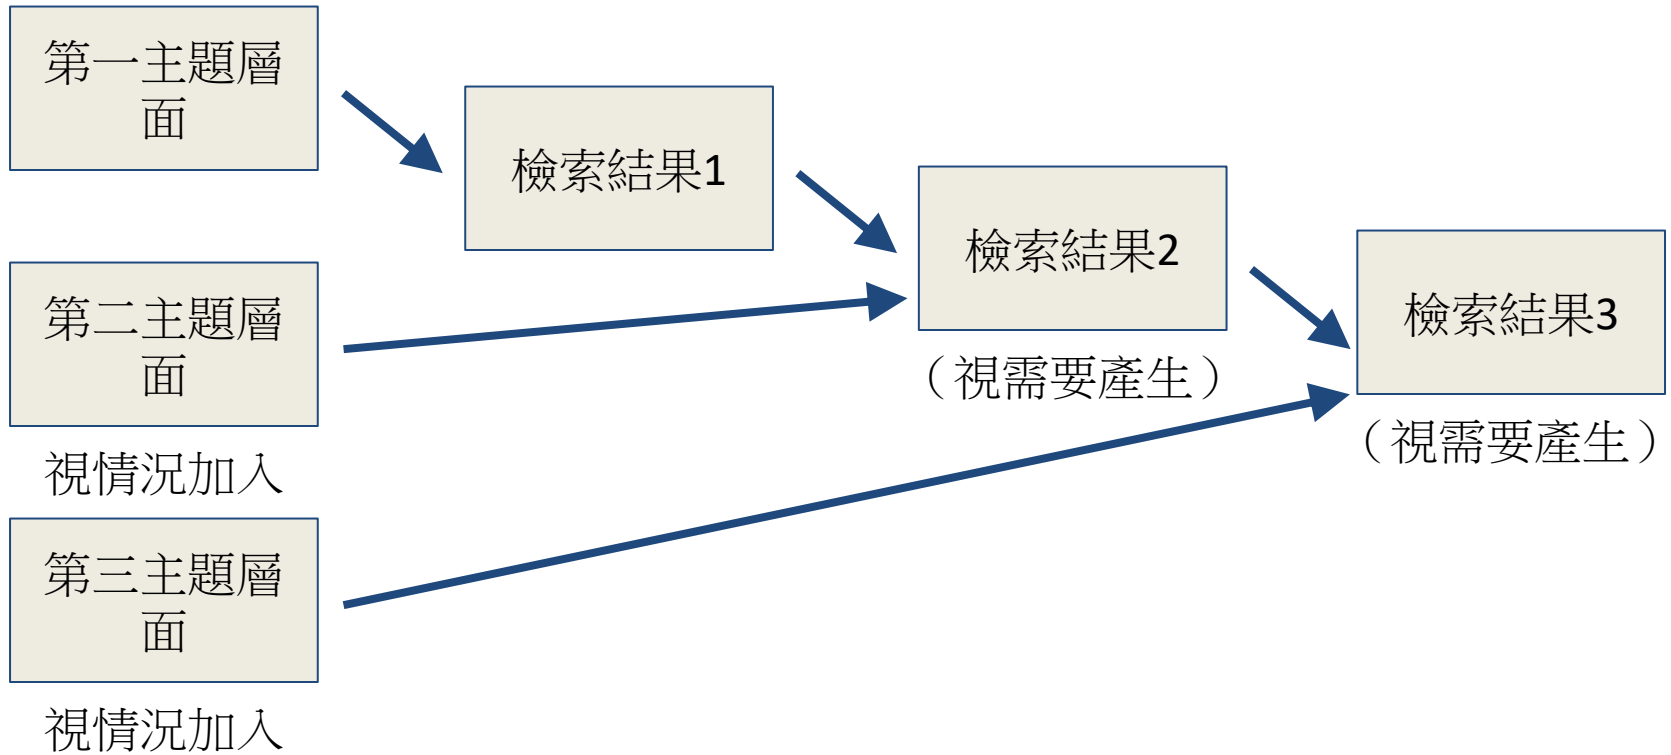 第一主題層
面
檢索結果1
檢索結果2
（視需要產生）
檢索結果3
（視需要產生）
第二主題層
面
視情況加入
第三主題層
面
視情況加入